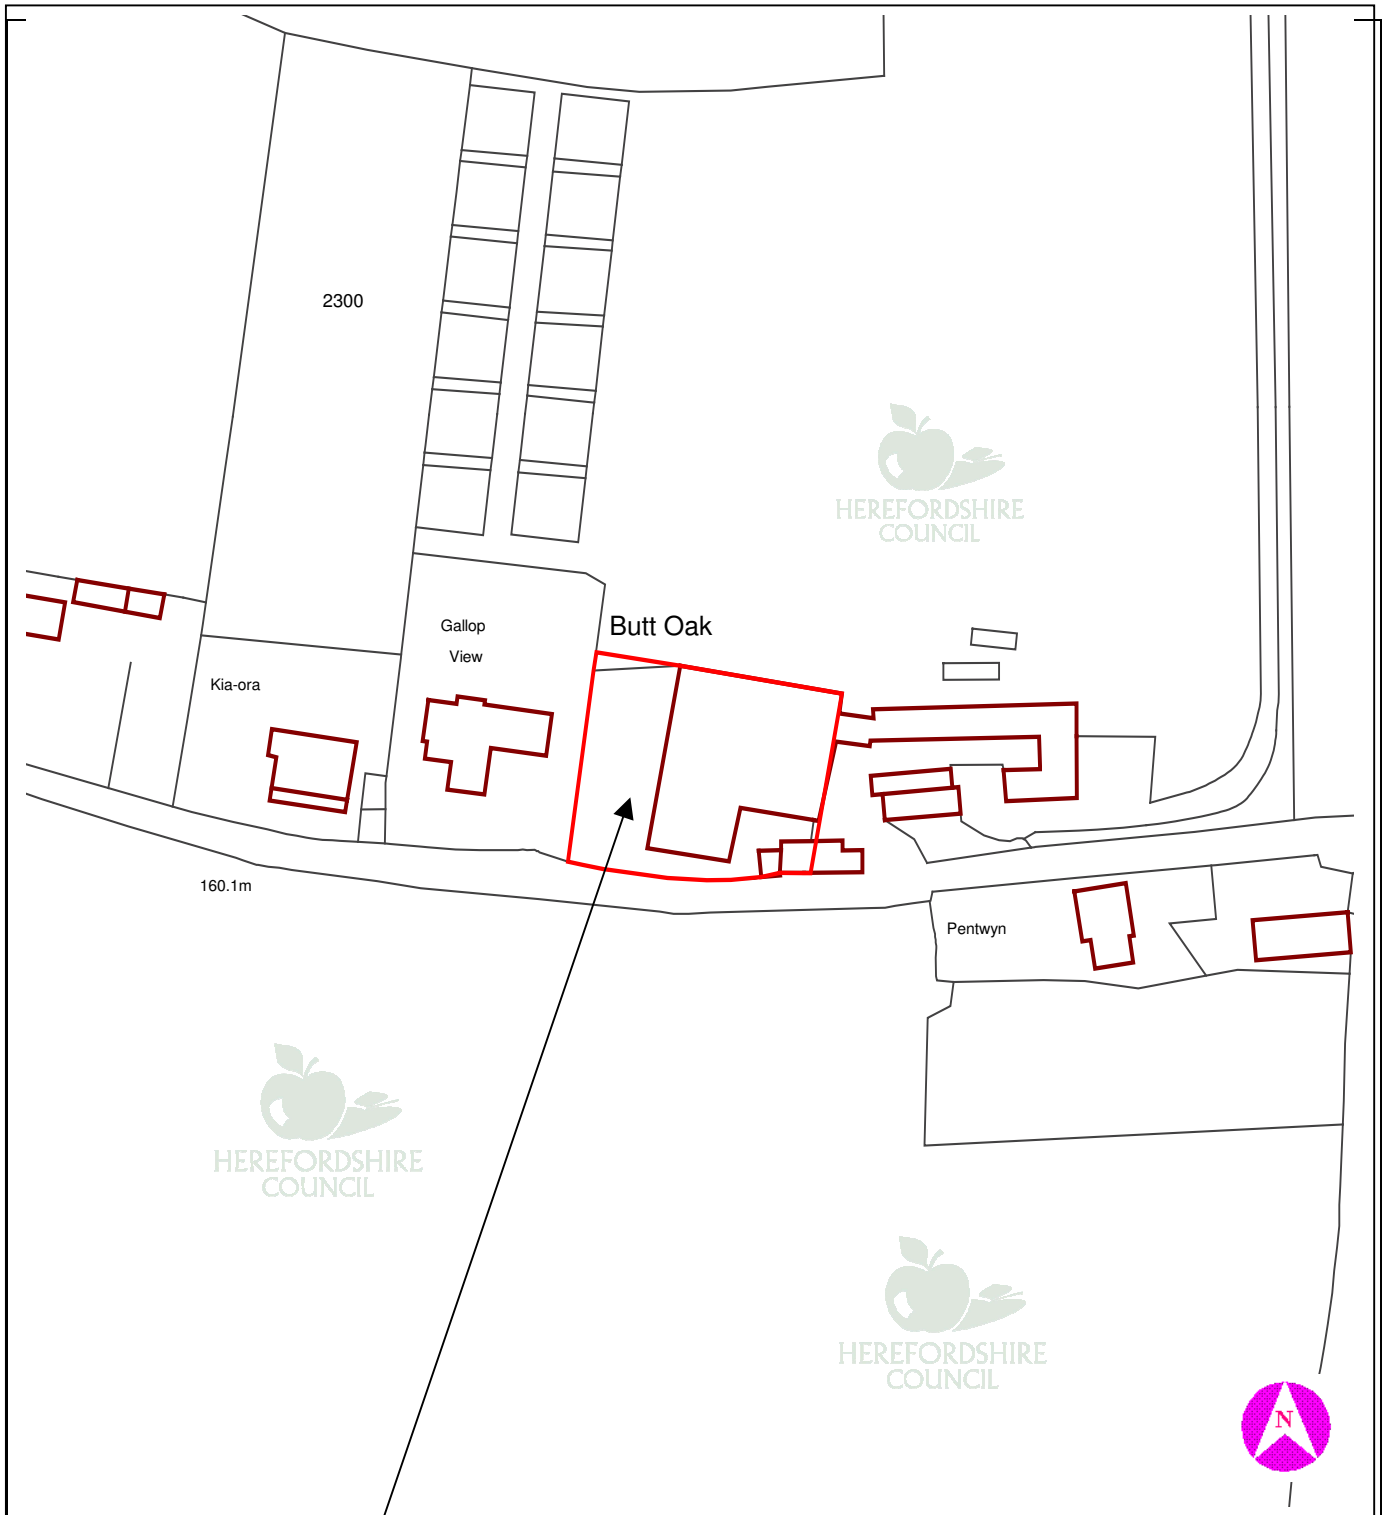 2300
HEREFORDSHIRE
COUNCIL
Gallop
View
Butt Oak
Kia-ora
160.1m
Pentwyn
HEREFORDSHIRE
COUNCIL
HEREFORDSHIRE
COUNCIL
N